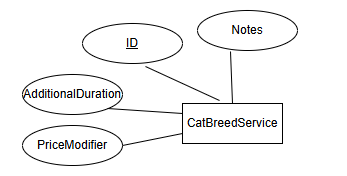 Notes
ID
AdditionalDuration
CatBreedService
PriceModifier